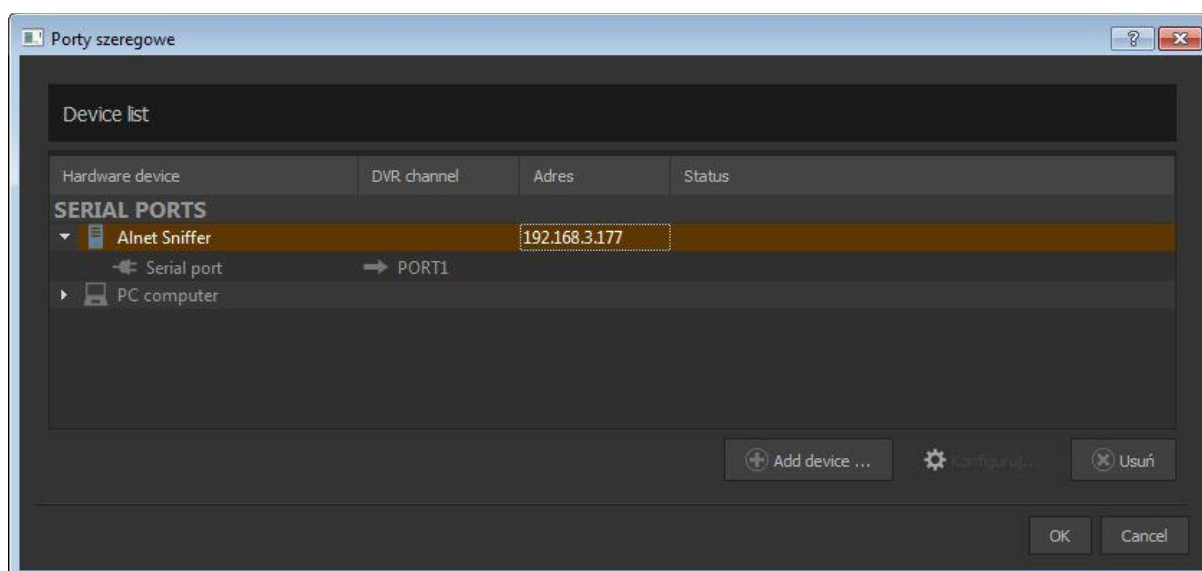 Porty szeregowe
Device list
Hardware device DVR channel Adres Status
SERIAL PORTS
Alnet Sniffer 192.168.3.177
Serial port PORT1
PC computer
Add device ... Konfiguruj... Usuń
OK Cancel